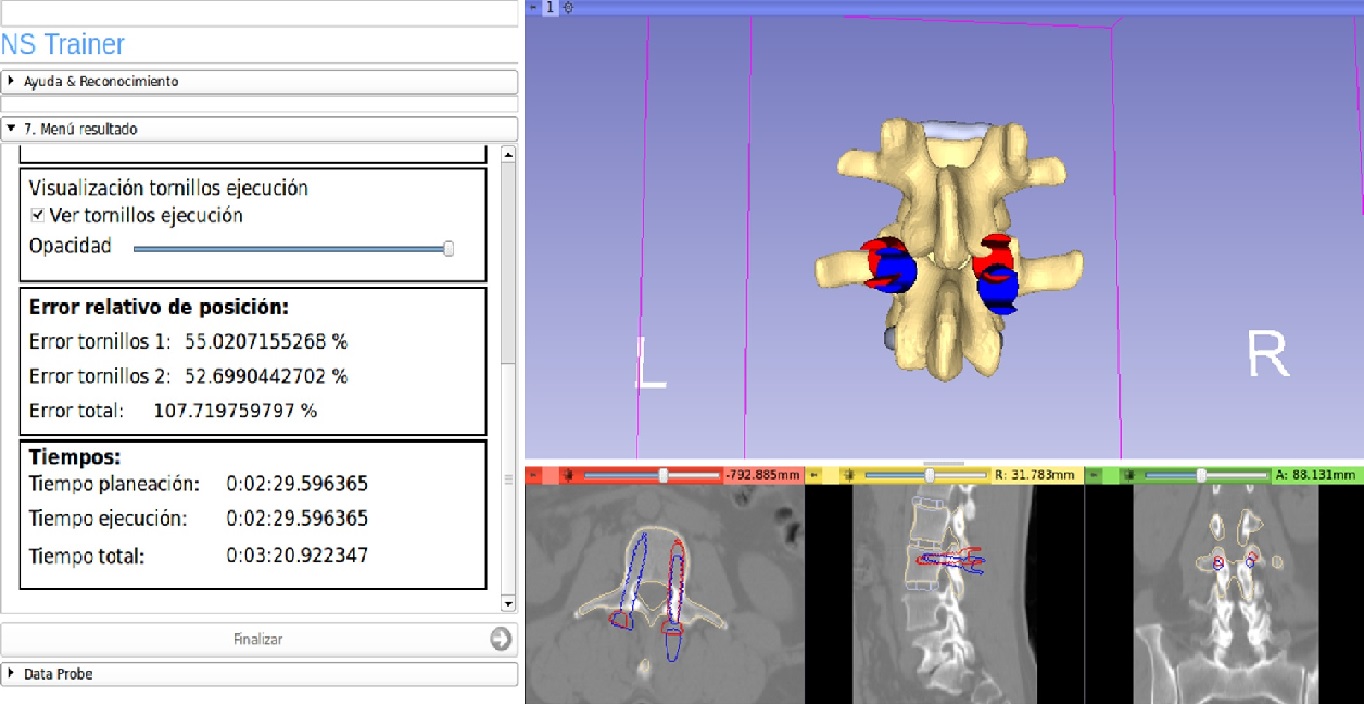 NS Trainer
Ayuda & Reconocimiento
7. Menú resultado
Visualización tornillos ejecución
Ver tornillos ejecución
Opacidad
Error relativo de posición:
Error tornillos 1: 55.0207155268 %
Error tornillos 2: 52.6990442702 %
Error total: 107.719759797 %
Tiempos:
Tiempo planeación: 0:02:29.596365
Tiempo ejecución: 0:02:29.596365
Tiempo total: 0:03:20.922347
Finalizar
Data Probe
1
L
R
-792.885mm
R: 31.783mm
A: 88.131mm